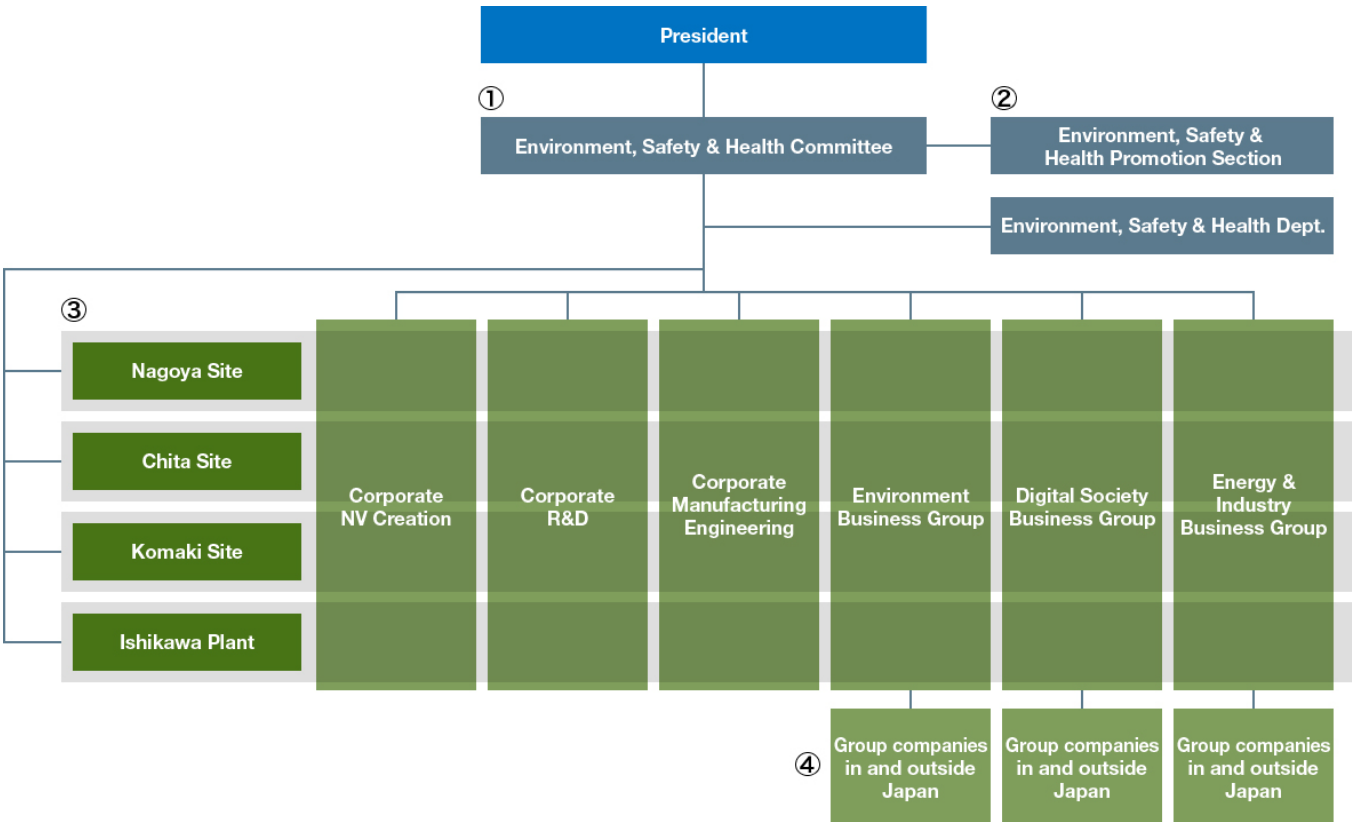 President
①
②
Environment, Safety & Health Committee
Environment, Safety &
Health Promotion Section
Environment, Safety & Health Dept.
③
Nagoya Site
Chita Site
Komaki Site
Ishikawa Plant
Corporate
NV Creation
Corporate
R&D
Corporate
Manufacturing
Engineering
Environment
Business Group
Digital Society
Business Group
Energy &
Industry
Business Group
④
Group companies
in and outside
Japan
Group companies
in and outside
Japan
Group companies
in and outside
Japan